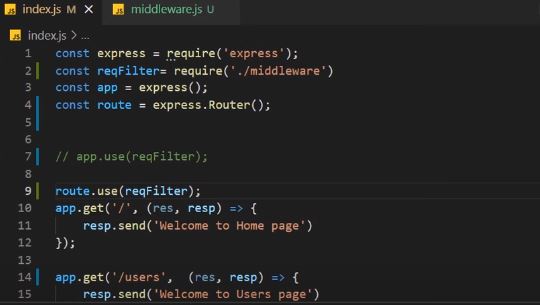 JS index.js M X JS middleware.js U
JS index.js > ...
1 const express = require('express');
2 const reqFilter= require('./middleware')
3 const app = express();
4 const route = express.Router();
5
6
7 // app.use(reqFilter);
8
9 route.use(reqFilter);
10 app.get('/', (res, resp) => {
11 resp.send('Welcome to Home page')
12 });
13
14 app.get('/users', (res, resp) => {
15 resp.send('Welcome to Users page')